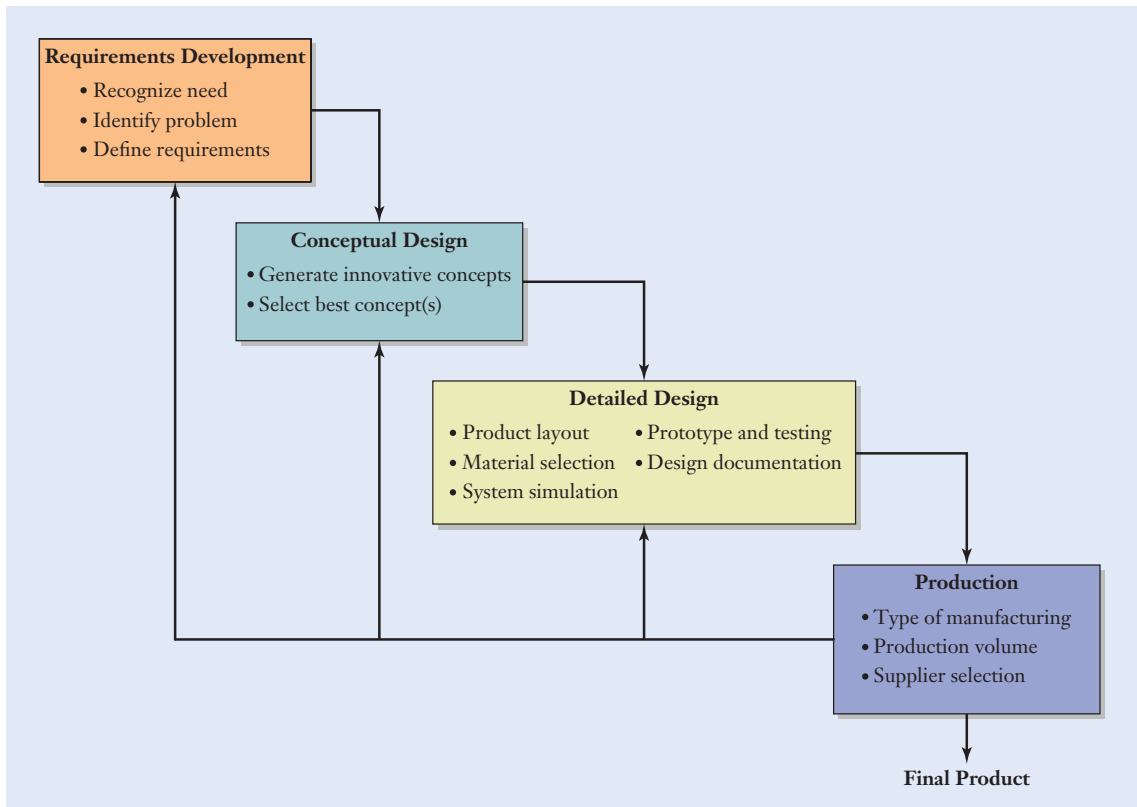 Requirements Development
• Recognize need
• Identify problem
• Define requirements
Conceptual Design
• Generate innovative concepts
• Select best concept(s)
Detailed Design
• Product layout
• Material selection
• System simulation
• Prototype and testing
• Design documentation
Production
• Type of manufacturing
• Production volume
• Supplier selection
Final Product